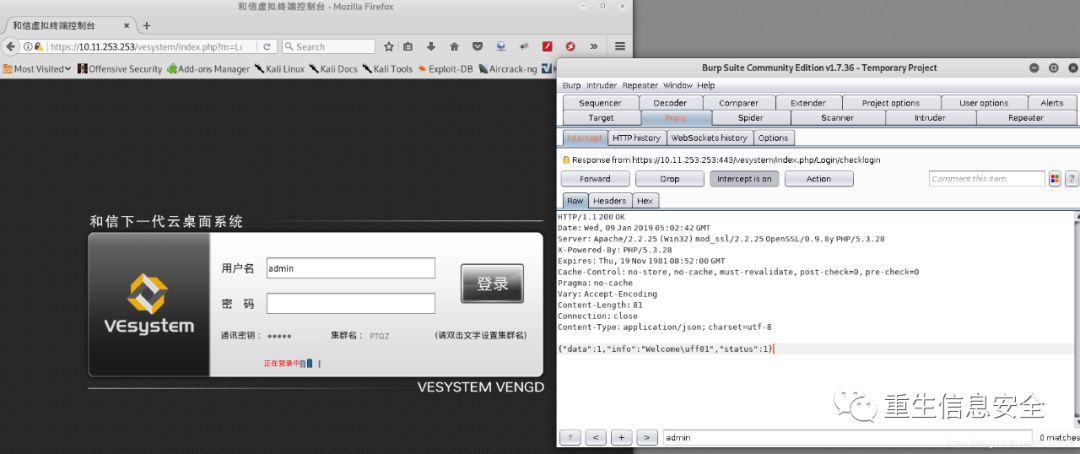 和信虚拟终端控制台 - Mozilla Firefox
和信虚拟终端控制台 × +
https://10.11.253.253/vesystem/index.php?m=Lo
Search
Most Visited Offensive Security Add-ons Manager Kali Linux Kali Docs Kali Tools Exploit-DB Aircrack-ng
和信下一代云桌面系统
用户名 admin
登录
密 码
VEsystem
通讯密钥： ●●●●● 集群名： PTQZ (请双击文字设置集群名)
正在登录中
VESYSTEM VENGD
Burp Suite Community Edition v1.7.36 - Temporary Project
Burp Intruder Repeater Window Help
Sequencer Decoder Comparer Extender Project options User options Alerts
Target Proxy Spider Scanner Intruder Repeater
Intercept HTTP history WebSockets history Options
Response from https://10.11.253.253:443/vesystem/index.php/Login/checklogin
Forward Drop Intercept is on Action Comment this item ?
Raw Headers Hex
HTTP/1.1 200 OK
Date: Wed, 09 Jan 2019 05:02:42 GMT
Server: Apache/2.2.25 (Win32) mod_ssl/2.2.25 OpenSSL/0.9.8y PHP/5.3.28
X-Powered-By: PHP/5.3.28
Expires: Thu, 19 Nov 1981 08:52:00 GMT
Cache-Control: no-store, no-cache, must-revalidate, post-check=0, pre-check=0
Pragma: no-cache
Vary: Accept-Encoding
Content-Length: 81
Connection: close
Content-Type: application/json; charset=utf-8
{"data":1,"info":"Welcome\uff01","status":1}
重生信息安全
? < + > admin 0 matches